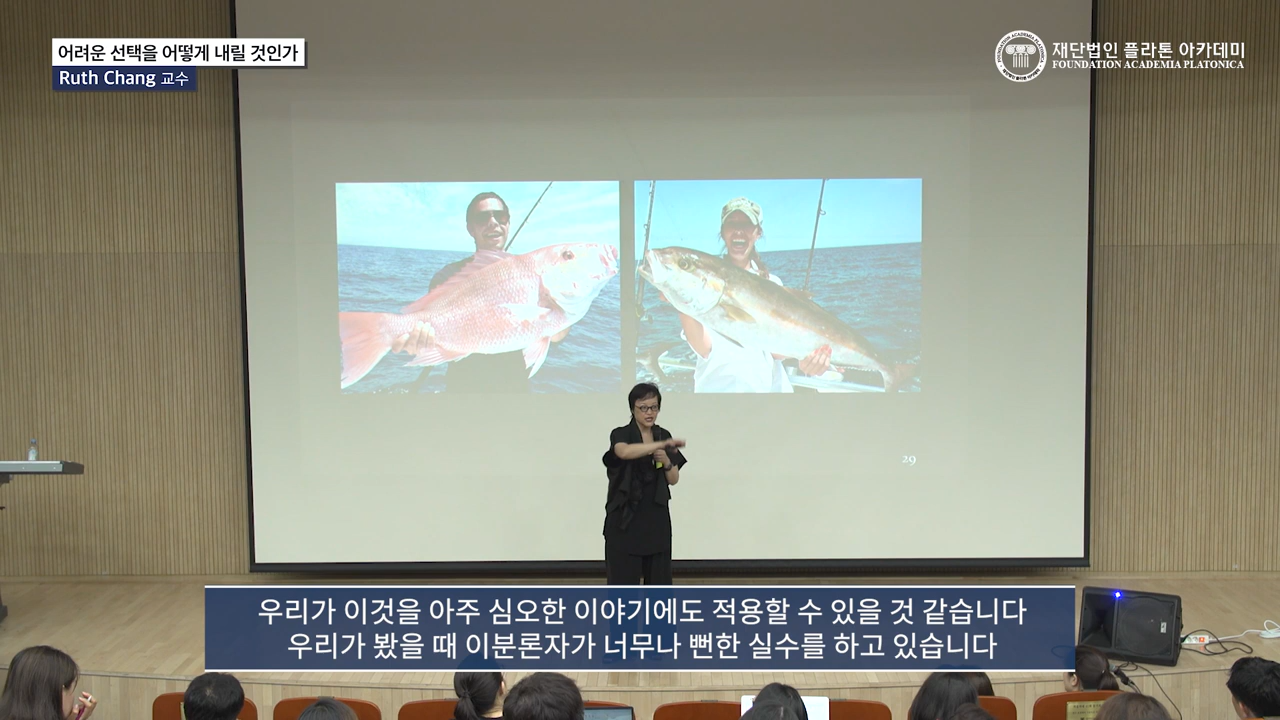 어려운 선택을 어떻게 내릴 것인가
Ruth Chang 교수
재단법인 플라톤 아카데미
FOUNDATION ACADEMIA PLATONICA
29
우리가 이것을 아주 심오한 이야기에도 적용할 수 있을 것 같습니다
우리가 봤을 때 이분론자가 너무나 뻔한 실수를 하고 있습니다